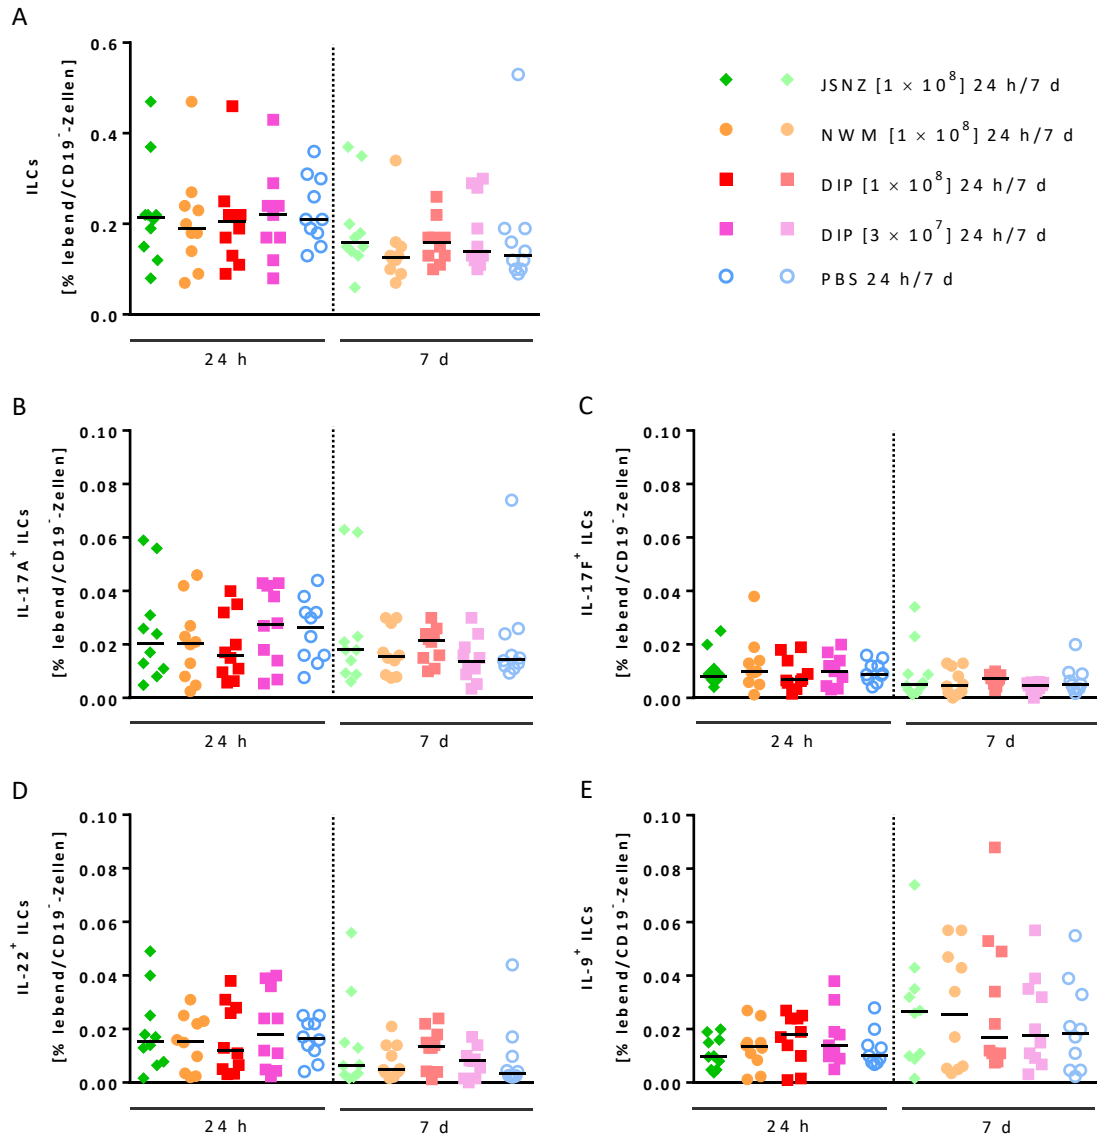 A
0.6
0.4
0.2
0.0
ILCs
[% lebend/CD19⁻-Zellen]
24 h
7 d
JSNZ [1 × 10⁸] 24 h/7 d
NWM [1 × 10⁸] 24 h/7 d
DIP [1 × 10⁸] 24 h/7 d
DIP [3 × 10⁷] 24 h/7 d
PBS 24 h/7 d
B
0.10
0.08
0.06
0.04
0.02
0.00
IL-17A⁺ ILCs
[% lebend/CD19⁻-Zellen]
24 h
7 d
C
0.10
0.08
0.06
0.04
0.02
0.00
IL-17F⁺ ILCs
[% lebend/CD19⁻-Zellen]
24 h
7 d
D
0.10
0.08
0.06
0.04
0.02
0.00
IL-22⁺ ILCs
[% lebend/CD19⁻-Zellen]
24 h
7 d
E
0.10
0.08
0.06
0.04
0.02
0.00
IL-9⁺ ILCs
[% lebend/CD19⁻-Zellen]
24 h
7 d